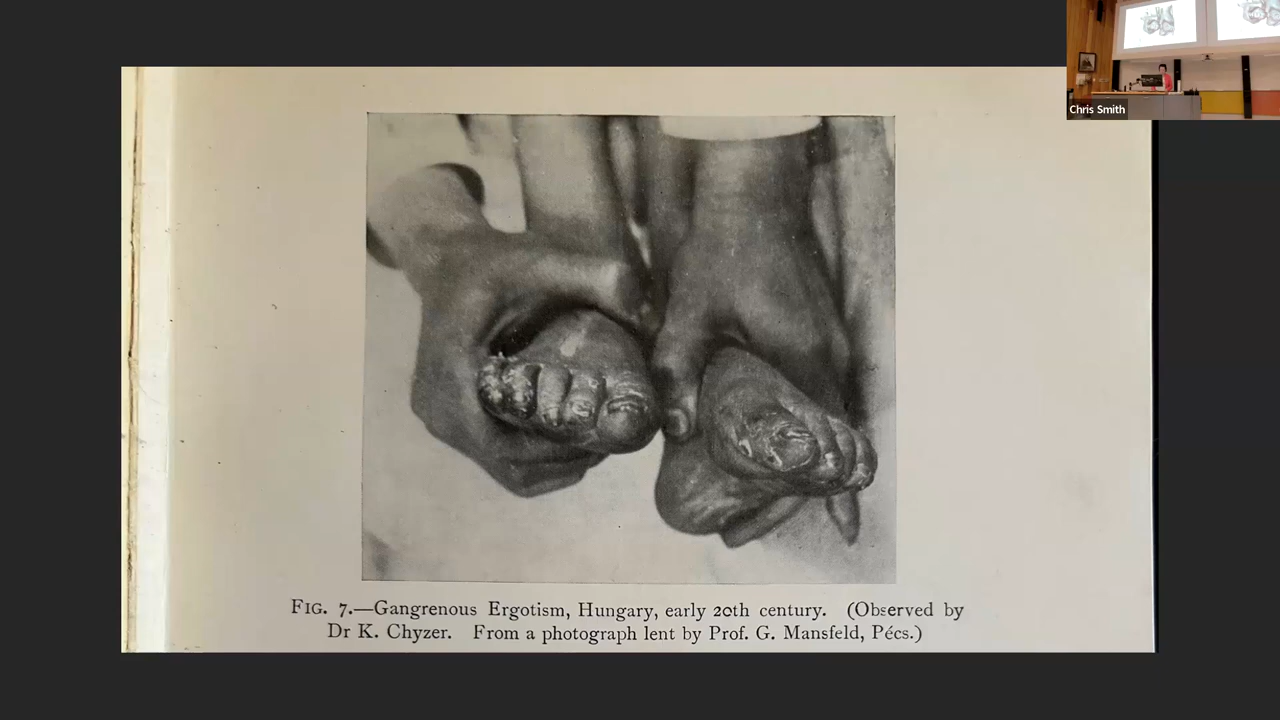 Chris Smith
FIG. 7.—Gangrenous Ergotism, Hungary, early 20th century. (Observed by
Dr K. Chyzer. From a photograph lent by Prof. G. Mansfeld, Pécs.)